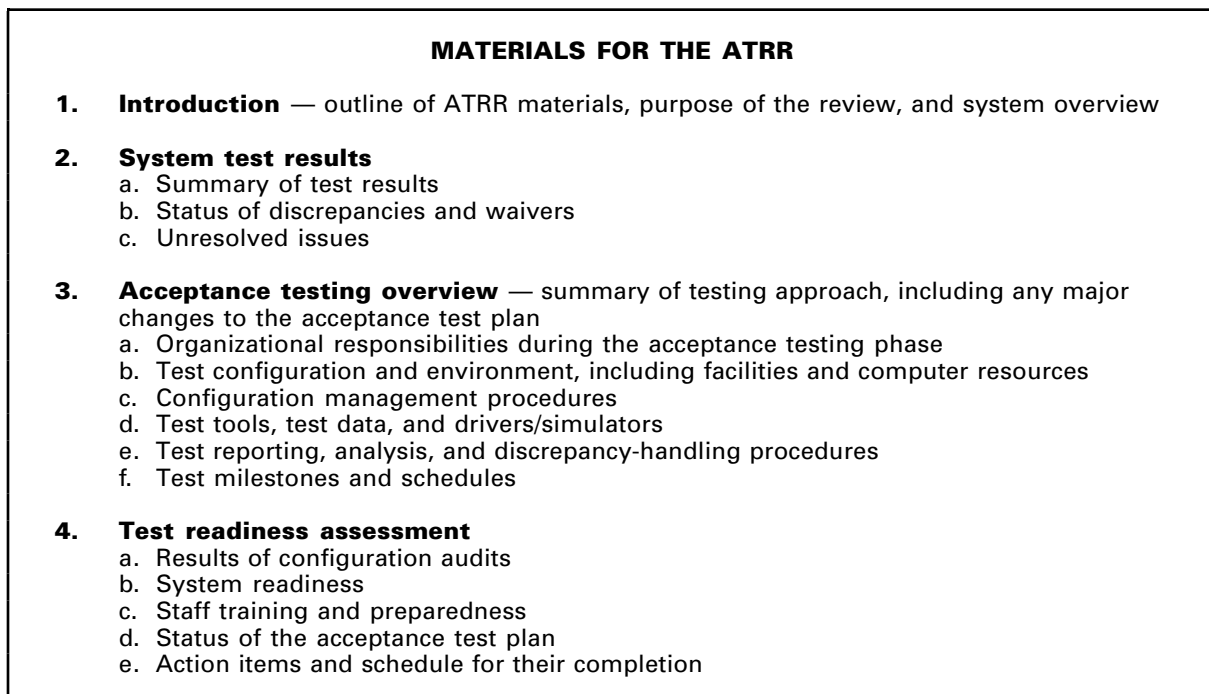 MATERIALS FOR THE ATRR
1. Introduction — outline of ATRR materials, purpose of the review, and system overview
2. System test results
a. Summary of test results
b. Status of discrepancies and waivers
c. Unresolved issues
3. Acceptance testing overview — summary of testing approach, including any major
changes to the acceptance test plan
a. Organizational responsibilities during the acceptance testing phase
b. Test configuration and environment, including facilities and computer resources
c. Configuration management procedures
d. Test tools, test data, and drivers/simulators
e. Test reporting, analysis, and discrepancy-handling procedures
f. Test milestones and schedules
4. Test readiness assessment
a. Results of configuration audits
b. System readiness
c. Staff training and preparedness
d. Status of the acceptance test plan
e. Action items and schedule for their completion